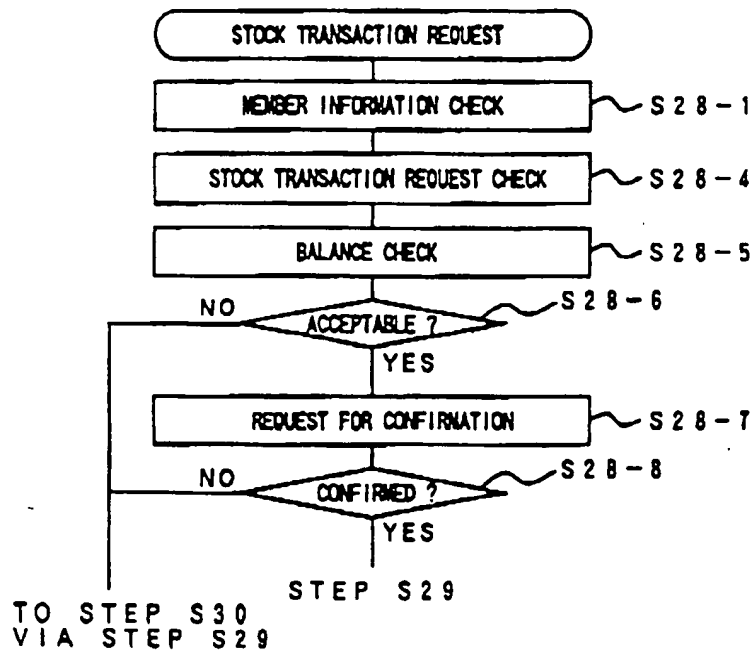 STOCK TRANSACTION REQUEST
MEMBER INFORMATION CHECK
S28-1
STOCK TRANSACTION REQUEST CHECK
S28-4
BALANCE CHECK
S28-5
S28-6
NO
ACCEPTABLE ?
YES
REQUEST FOR CONFIRMATION
S28-7
S28-8
NO
CONFIRMED ?
YES
STEP S29
TO STEP S30
VIA STEP S29